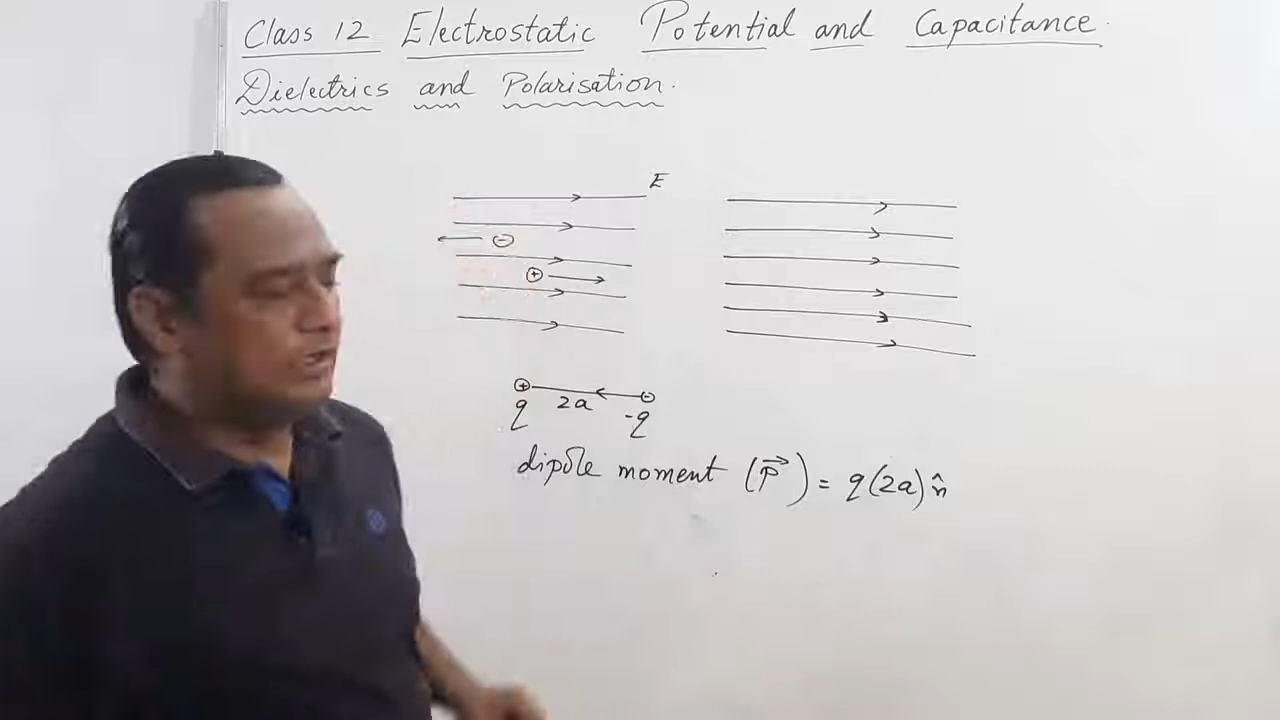 Class 12 Electrostatic Potential and Capacitance.
Dielectrics and Polarisation.
E
-
+
+ -
2a
q -q
dipole moment (p⃗) = q(2a) n̂